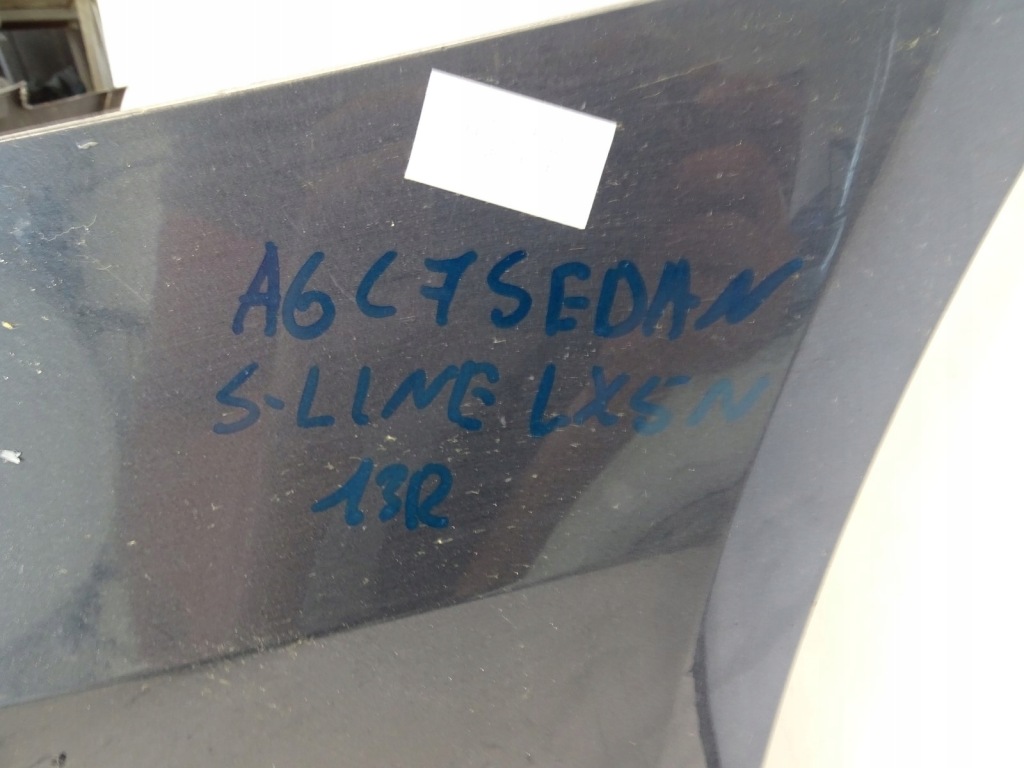 A6 C7 SEDAN
S-LINE LX5N
13R